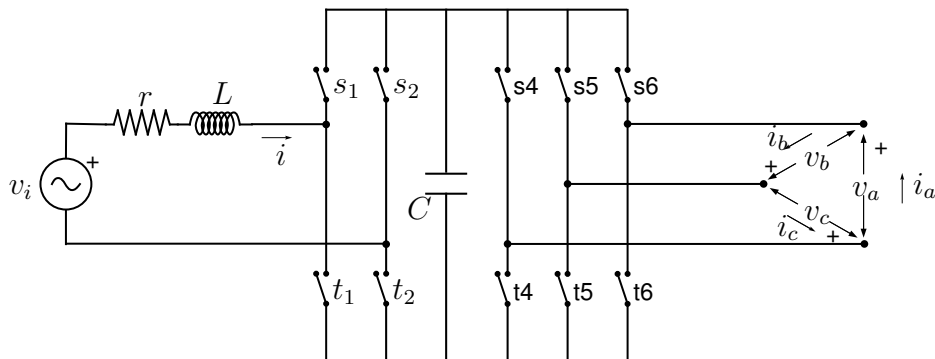 s1 s2 s4 s5 s6
r L
+ i ib vb +
vi C + va ia
vc
ic +
t1 t2 t4 t5 t6